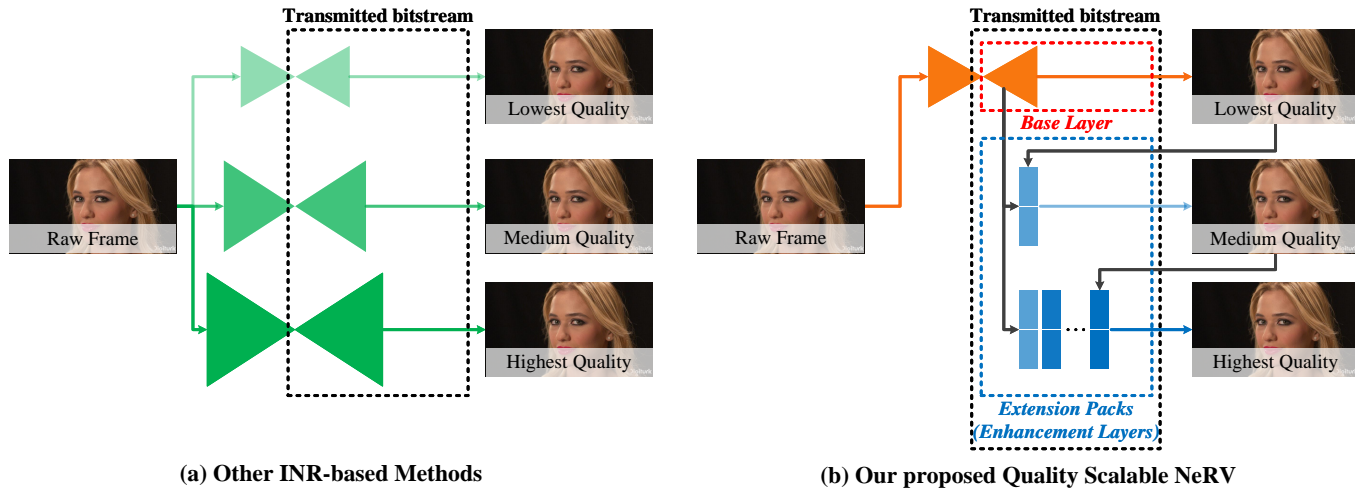 Transmitted bitstream
Lowest Quality
Raw Frame
Medium Quality
Highest Quality
(a) Other INR-based Methods
Transmitted bitstream
Base Layer
Lowest Quality
Raw Frame
Medium Quality
Highest Quality
Extension Packs
(Enhancement Layers)
(b) Our proposed Quality Scalable NeRV